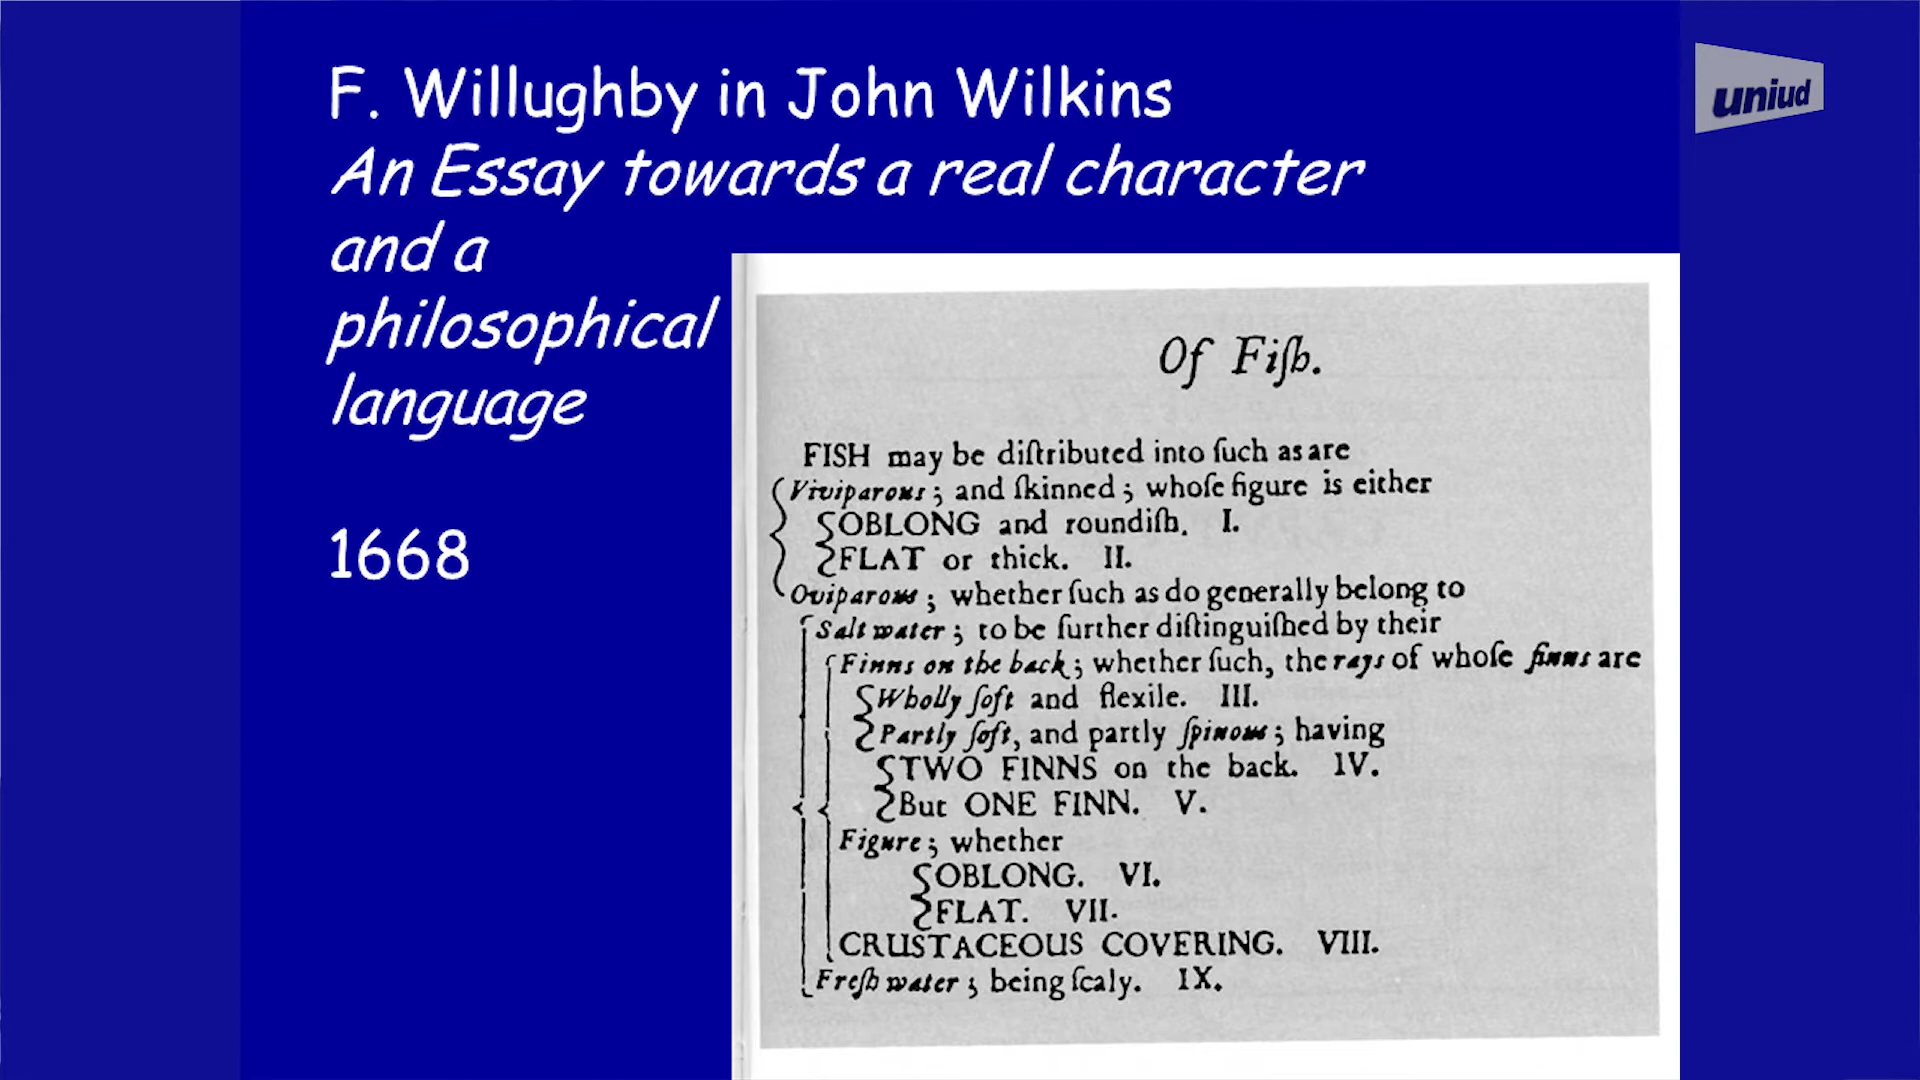 F. Willughby in John Wilkins
An Essay towards a real character
and a
philosophical
language
1668
uniud
Of Fiſh.
FISH may be diſtributed into ſuch as are
Viviparous; and ſkinned; whoſe figure is either
OBLONG and roundiſh. I.
FLAT or thick. II.
Oviparous; whether ſuch as do generally belong to
Salt water; to be further diſtinguiſhed by their
Finns on the back; whether ſuch, the rays of whoſe finns are
Wholly ſoft and flexile. III.
Partly ſoft, and partly ſpinous; having
TWO FINNS on the back. IV.
But ONE FINN. V.
Figure; whether
OBLONG. VI.
FLAT. VII.
CRUSTACEOUS COVERING. VIII.
Freſh water; being ſcaly. IX.